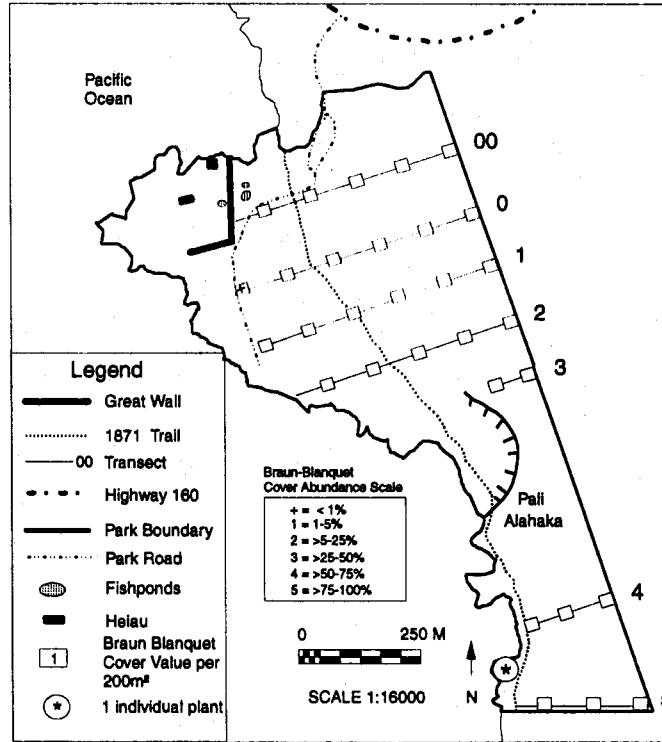 Pacific
Ocean
00
0
1
2
3
+
Legend
Great Wall
1871 Trail
00 Transect
Highway 160
Park Boundary
Park Road
Fishponds
Heiau
1 Braun Blanquet
Cover Value per
200m²
* 1 individual plant
Braun-Blanquet
Cover Abundance Scale
+ = < 1%
1 = 1-5%
2 = >5-25%
3 = >25-50%
4 = >50-75%
5 = >75-100%
Pali
Alahaka
4
0 250 M
SCALE 1:16000
N
*